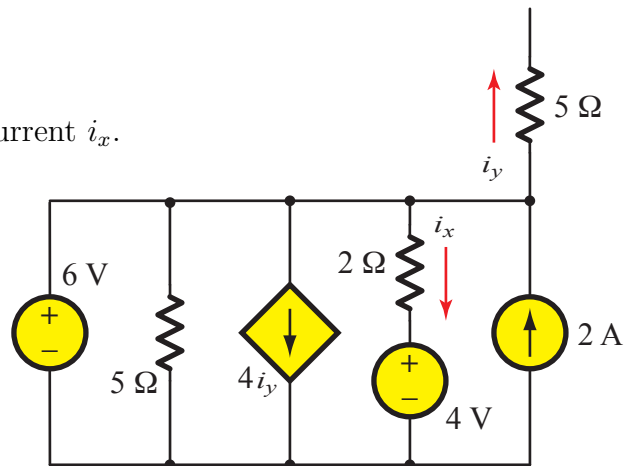 5 Ω
urrent i_x.
i_y
i_x
6 V
2 Ω
+
−
2 A
5 Ω
4i_y
+
−
4 V